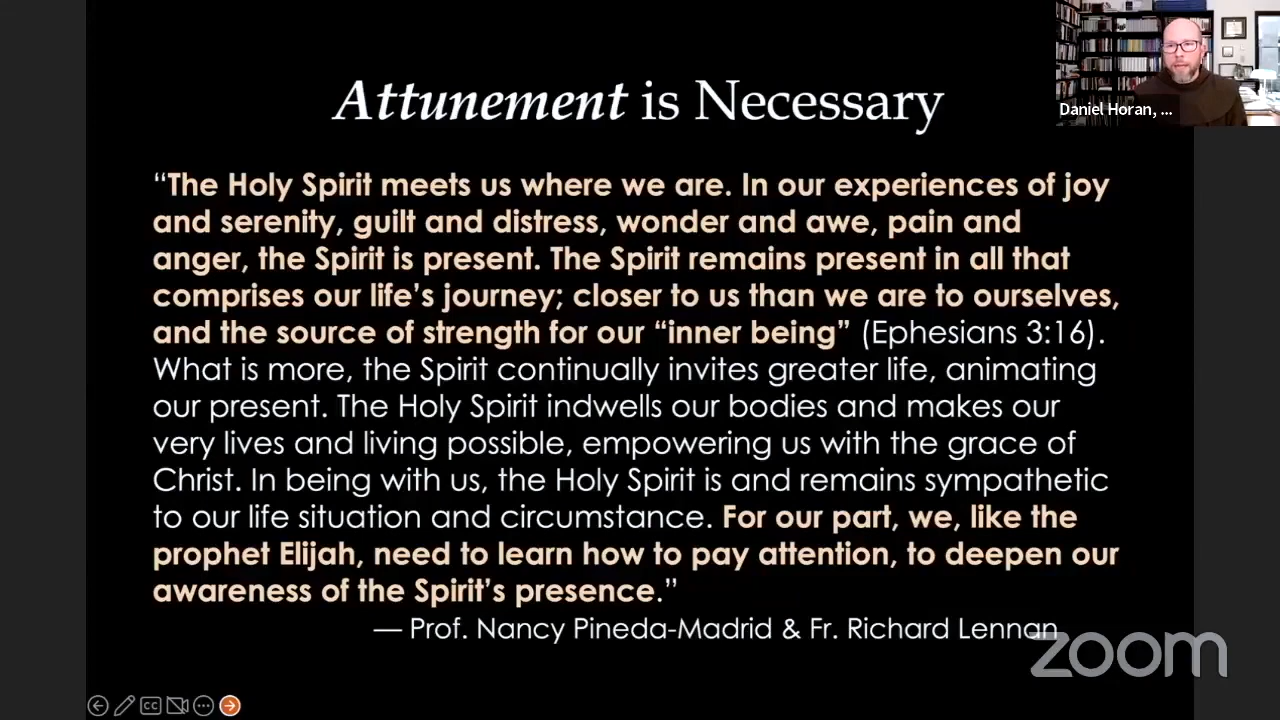 Daniel Horan, ...
Attunement is Necessary
“The Holy Spirit meets us where we are. In our experiences of joy
and serenity, guilt and distress, wonder and awe, pain and
anger, the Spirit is present. The Spirit remains present in all that
comprises our life’s journey; closer to us than we are to ourselves,
and the source of strength for our “inner being” (Ephesians 3:16).
What is more, the Spirit continually invites greater life, animating
our present. The Holy Spirit indwells our bodies and makes our
very lives and living possible, empowering us with the grace of
Christ. In being with us, the Holy Spirit is and remains sympathetic
to our life situation and circumstance. For our part, we, like the
prophet Elijah, need to learn how to pay attention, to deepen our
awareness of the Spirit’s presence.”
— Prof. Nancy Pineda-Madrid & Fr. Richard Lennan
zoom
CC